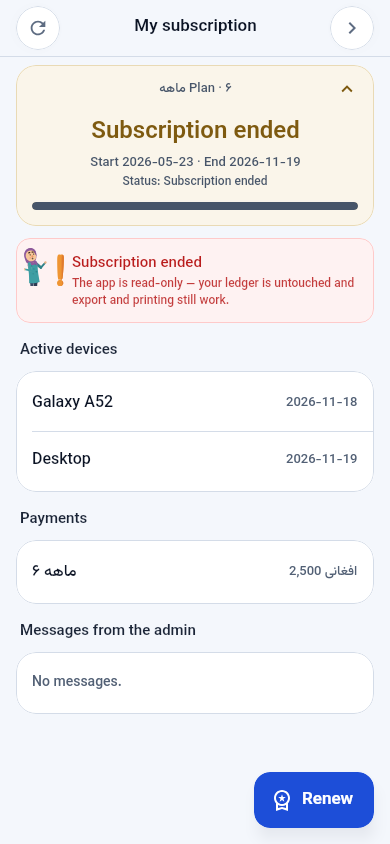 My subscription
Plan · ۶ ماهه
Subscription ended
Start 2026-05-23 · End 2026-11-19
Status: Subscription ended
Subscription ended
The app is read-only — your ledger is untouched and
export and printing still work.
Active devices
Galaxy A52
2026-11-18
Desktop
2026-11-19
Payments
۶ ماهه
2,500 افغانی
Messages from the admin
No messages.
Renew